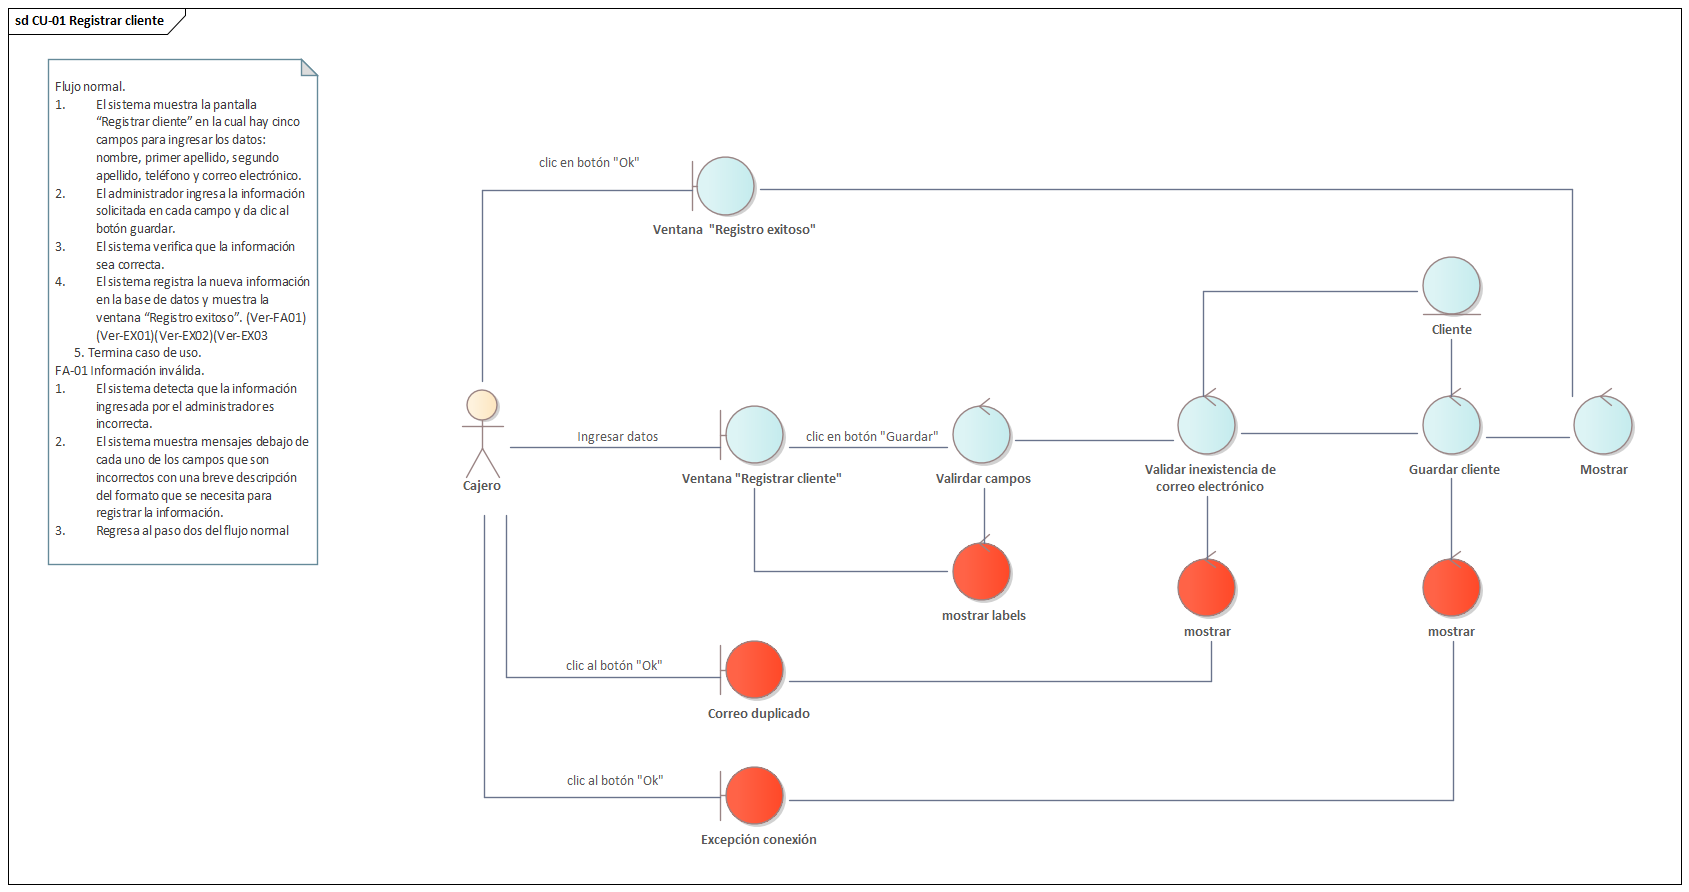 sd CU-01 Registrar cliente
Flujo normal.
1. El sistema muestra la pantalla
“Registrar cliente” en la cual hay cinco
campos para ingresar los datos:
nombre, primer apellido, segundo
apellido, teléfono y correo electrónico.
2. El administrador ingresa la información
solicitada en cada campo y da clic al
botón guardar.
3. El sistema verifica que la información
sea correcta.
4. El sistema registra la nueva información
en la base de datos y muestra la
ventana “Registro exitoso”. (Ver-FA01)
(Ver-EX01)(Ver-EX02)(Ver-EX03
5. Termina caso de uso.
FA-01 Información inválida.
1. El sistema detecta que la información
ingresada por el administrador es
incorrecta.
2. El sistema muestra mensajes debajo de
cada uno de los campos que son
incorrectos con una breve descripción
del formato que se necesita para
registrar la información.
3. Regresa al paso dos del flujo normal
clic en botón "Ok"
Ventana "Registro exitoso"
Cliente
Cajero
Ingresar datos
Ventana "Registrar cliente"
clic en botón "Guardar"
Valirdar campos
Validar inexistencia de
correo electrónico
Guardar cliente
Mostrar
mostrar labels
mostrar
mostrar
clic al botón "Ok"
Correo duplicado
clic al botón "Ok"
Excepción conexión